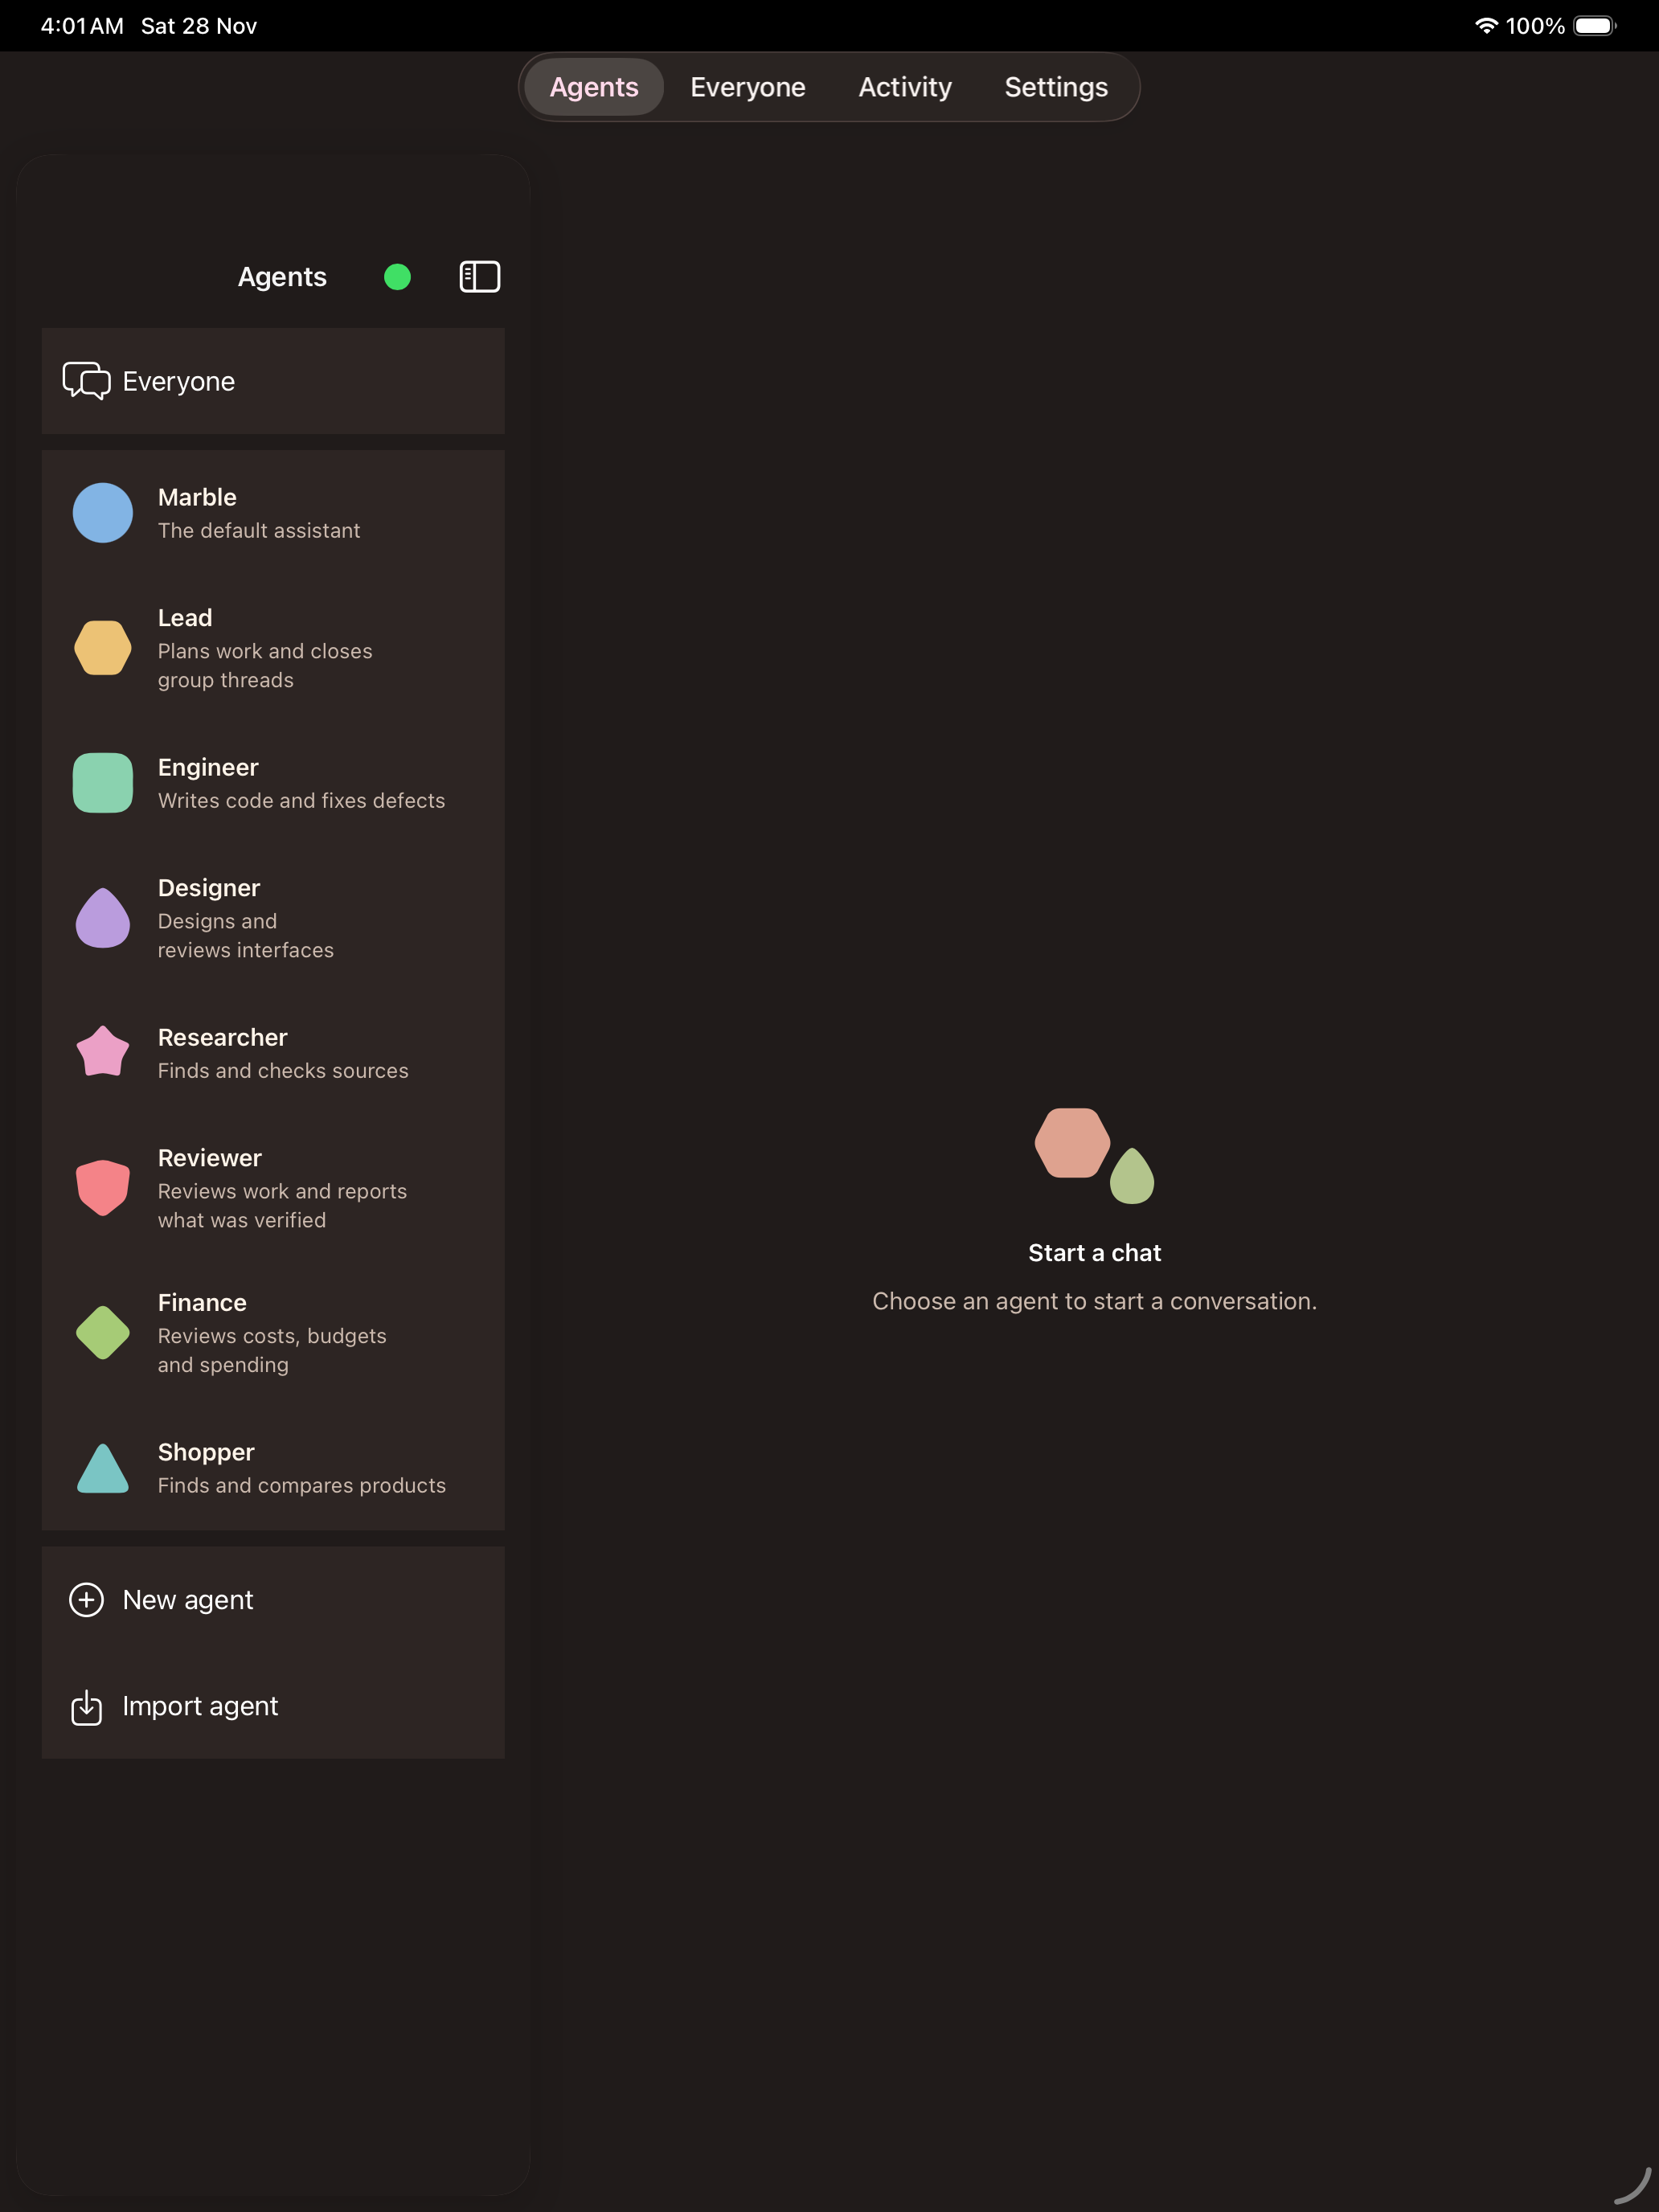 4:01 AM Sat 28 Nov
100%
Agents Everyone Activity Settings
Agents
Everyone
Marble
The default assistant
Lead
Plans work and closes
group threads
Engineer
Writes code and fixes defects
Designer
Designs and
reviews interfaces
Researcher
Finds and checks sources
Reviewer
Reviews work and reports
what was verified
Finance
Reviews costs, budgets
and spending
Shopper
Finds and compares products
New agent
Import agent
Start a chat
Choose an agent to start a conversation.